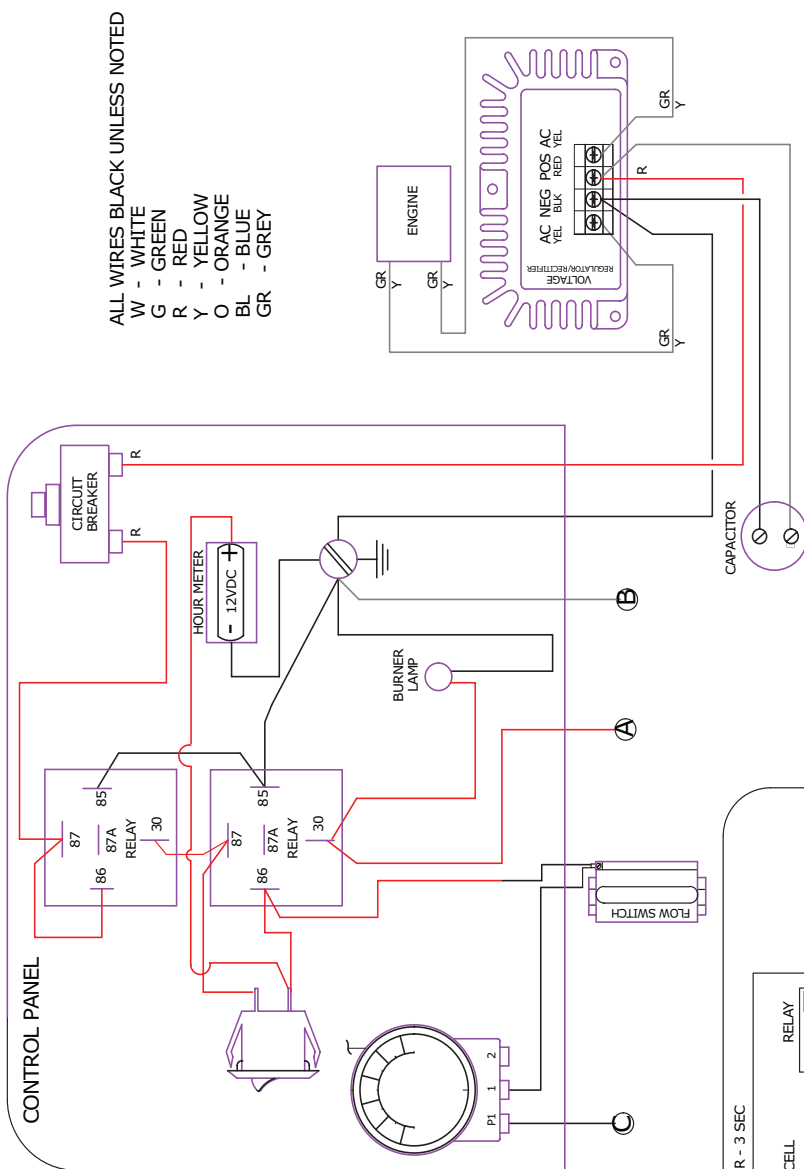 ALL WIRES BLACK UNLESS NOTED
W - WHITE
G - GREEN
R - RED
Y - YELLOW
O - ORANGE
BL - BLUE
GR - GREY
CONTROL PANEL
CIRCUIT
BREAKER
R
R
HOUR METER
- 12VDC +
87
87A
RELAY
85
86
30
87
87A
RELAY
85
86
30
BURNER
LAMP
ENGINE
GR
Y
GR
Y
GR
Y
GR
Y
AC NEG POS AC
YEL BLK RED YEL
VOLTAGE
REGULATOR/RECTIFIER
R
CAPACITOR
A
B
C
FLOW SWITCH
P1 1 2
R - 3 SEC
CELL
RELAY